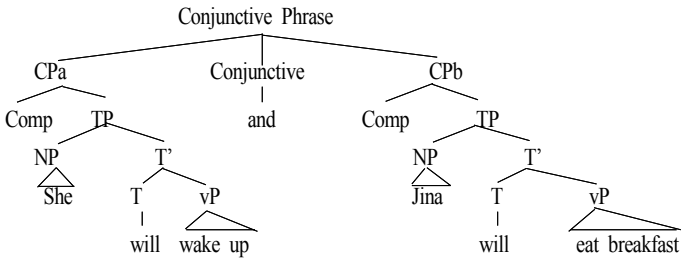 Conjunctive Phrase
CPa Conjunctive CPb
Comp TP and Comp TP
NP T’ NP T’
She T vP Jina T vP
will wake up will eat breakfast